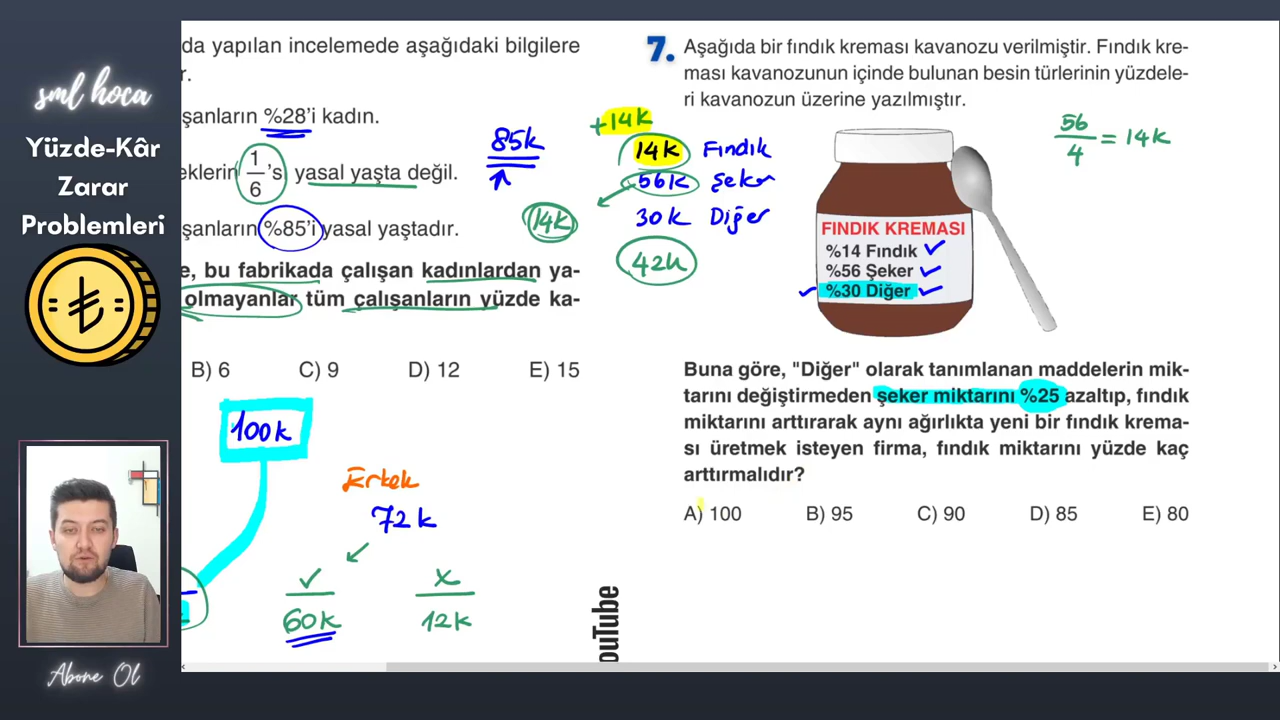 sml hoca
Yüzde-Kâr
Zarar
Problemleri
Abone Ol
da yapılan incelemede aşağıdaki bilgilere
r.
şanların %28'i kadın.
eklerin 1/6 's. yasal yaşta değil.
şanların %85'i yasal yaştadır.
e, bu fabrikada çalışan kadınlardan ya-
olmayanlar tüm çalışanların yüzde ka-
B) 6 C) 9 D) 12 E) 15
85k
14k
100k
Erkek
72k
✓
60k
x
12k
+14k
14k Fındık
56k Şeker
30k Diğer
42k
7. Aşağıda bir fındık kreması kavanozu verilmiştir. Fındık kre-
ması kavanozunun içinde bulunan besin türlerinin yüzdele-
ri kavanozun üzerine yazılmıştır.
56/4 = 14k
FINDIK KREMASI
%14 Fındık
%56 Şeker
%30 Diğer
Buna göre, "Diğer" olarak tanımlanan maddelerin mik-
tarını değiştirmeden şeker miktarını %25 azaltıp, fındık
miktarını arttırarak aynı ağırlıkta yeni bir fındık krema-
sı üretmek isteyen firma, fındık miktarını yüzde kaç
arttırmalıdır?
A) 100 B) 95 C) 90 D) 85 E) 80
ouTube